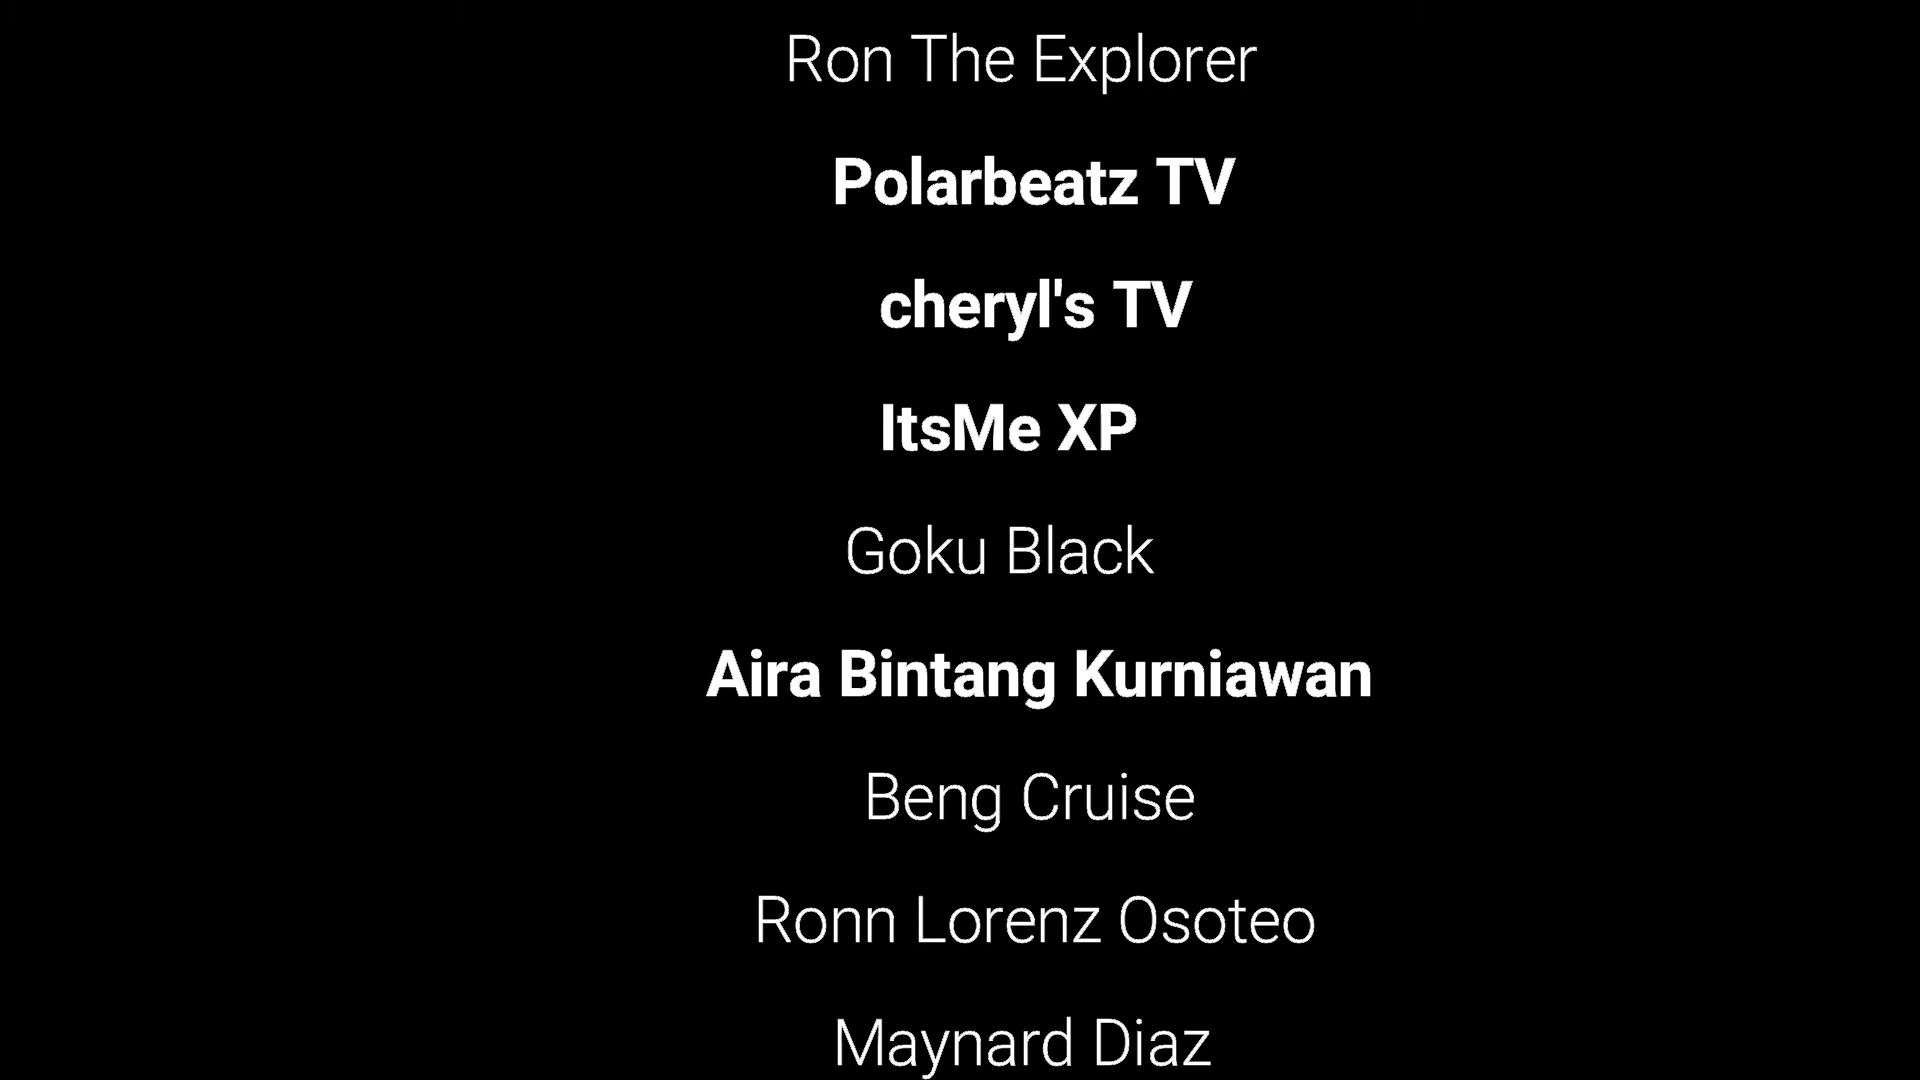 Ron The Explorer
Polarbeatz TV
cheryl's TV
ItsMe XP
Goku Black
Aira Bintang Kurniawan
Beng Cruise
Ronn Lorenz Osoteo
Maynard Diaz